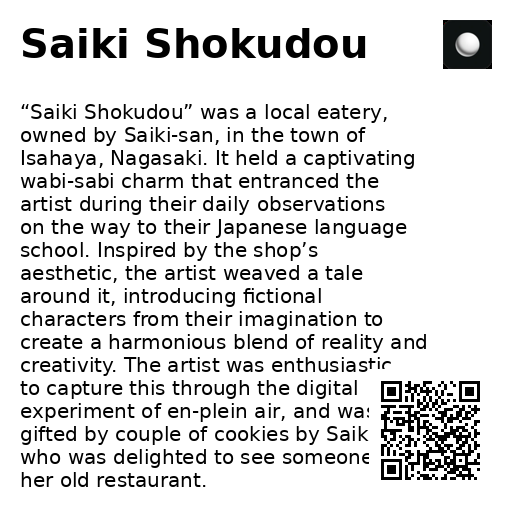 Saiki Shokudou
“Saiki Shokudou” was a local eatery,
owned by Saiki-san, in the town of
Isahaya, Nagasaki. It held a captivating
wabi-sabi charm that entranced the
artist during their daily observations
on the way to their Japanese language
school. Inspired by the shop’s
aesthetic, the artist weaved a tale
around it, introducing fictional
characters from their imagination to
create a harmonious blend of reality and
creativity. The artist was enthusiastic
to capture this through the digital
experiment of en-plein air, and was
gifted by couple of cookies by Saik
who was delighted to see someone
her old restaurant.